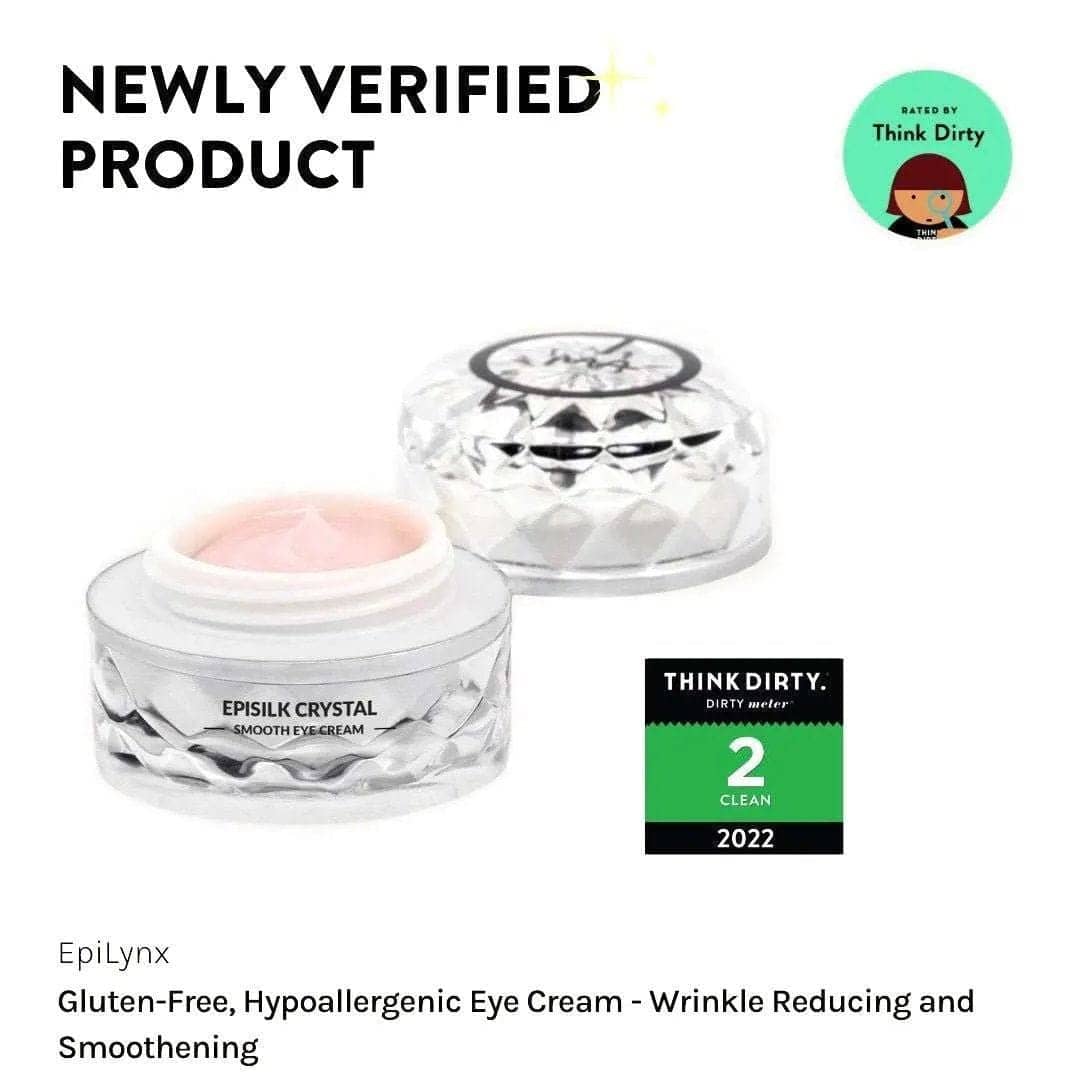 NEWLY VERIFIED
PRODUCT
RATED BY
Think Dirty
EPISILK CRYSTAL
SMOOTH EYE CREAM
THINK DIRTY.
DIRTY meter
2
CLEAN
2022
EpiLynx
Gluten-Free, Hypoallergenic Eye Cream - Wrinkle Reducing and
Smoothening